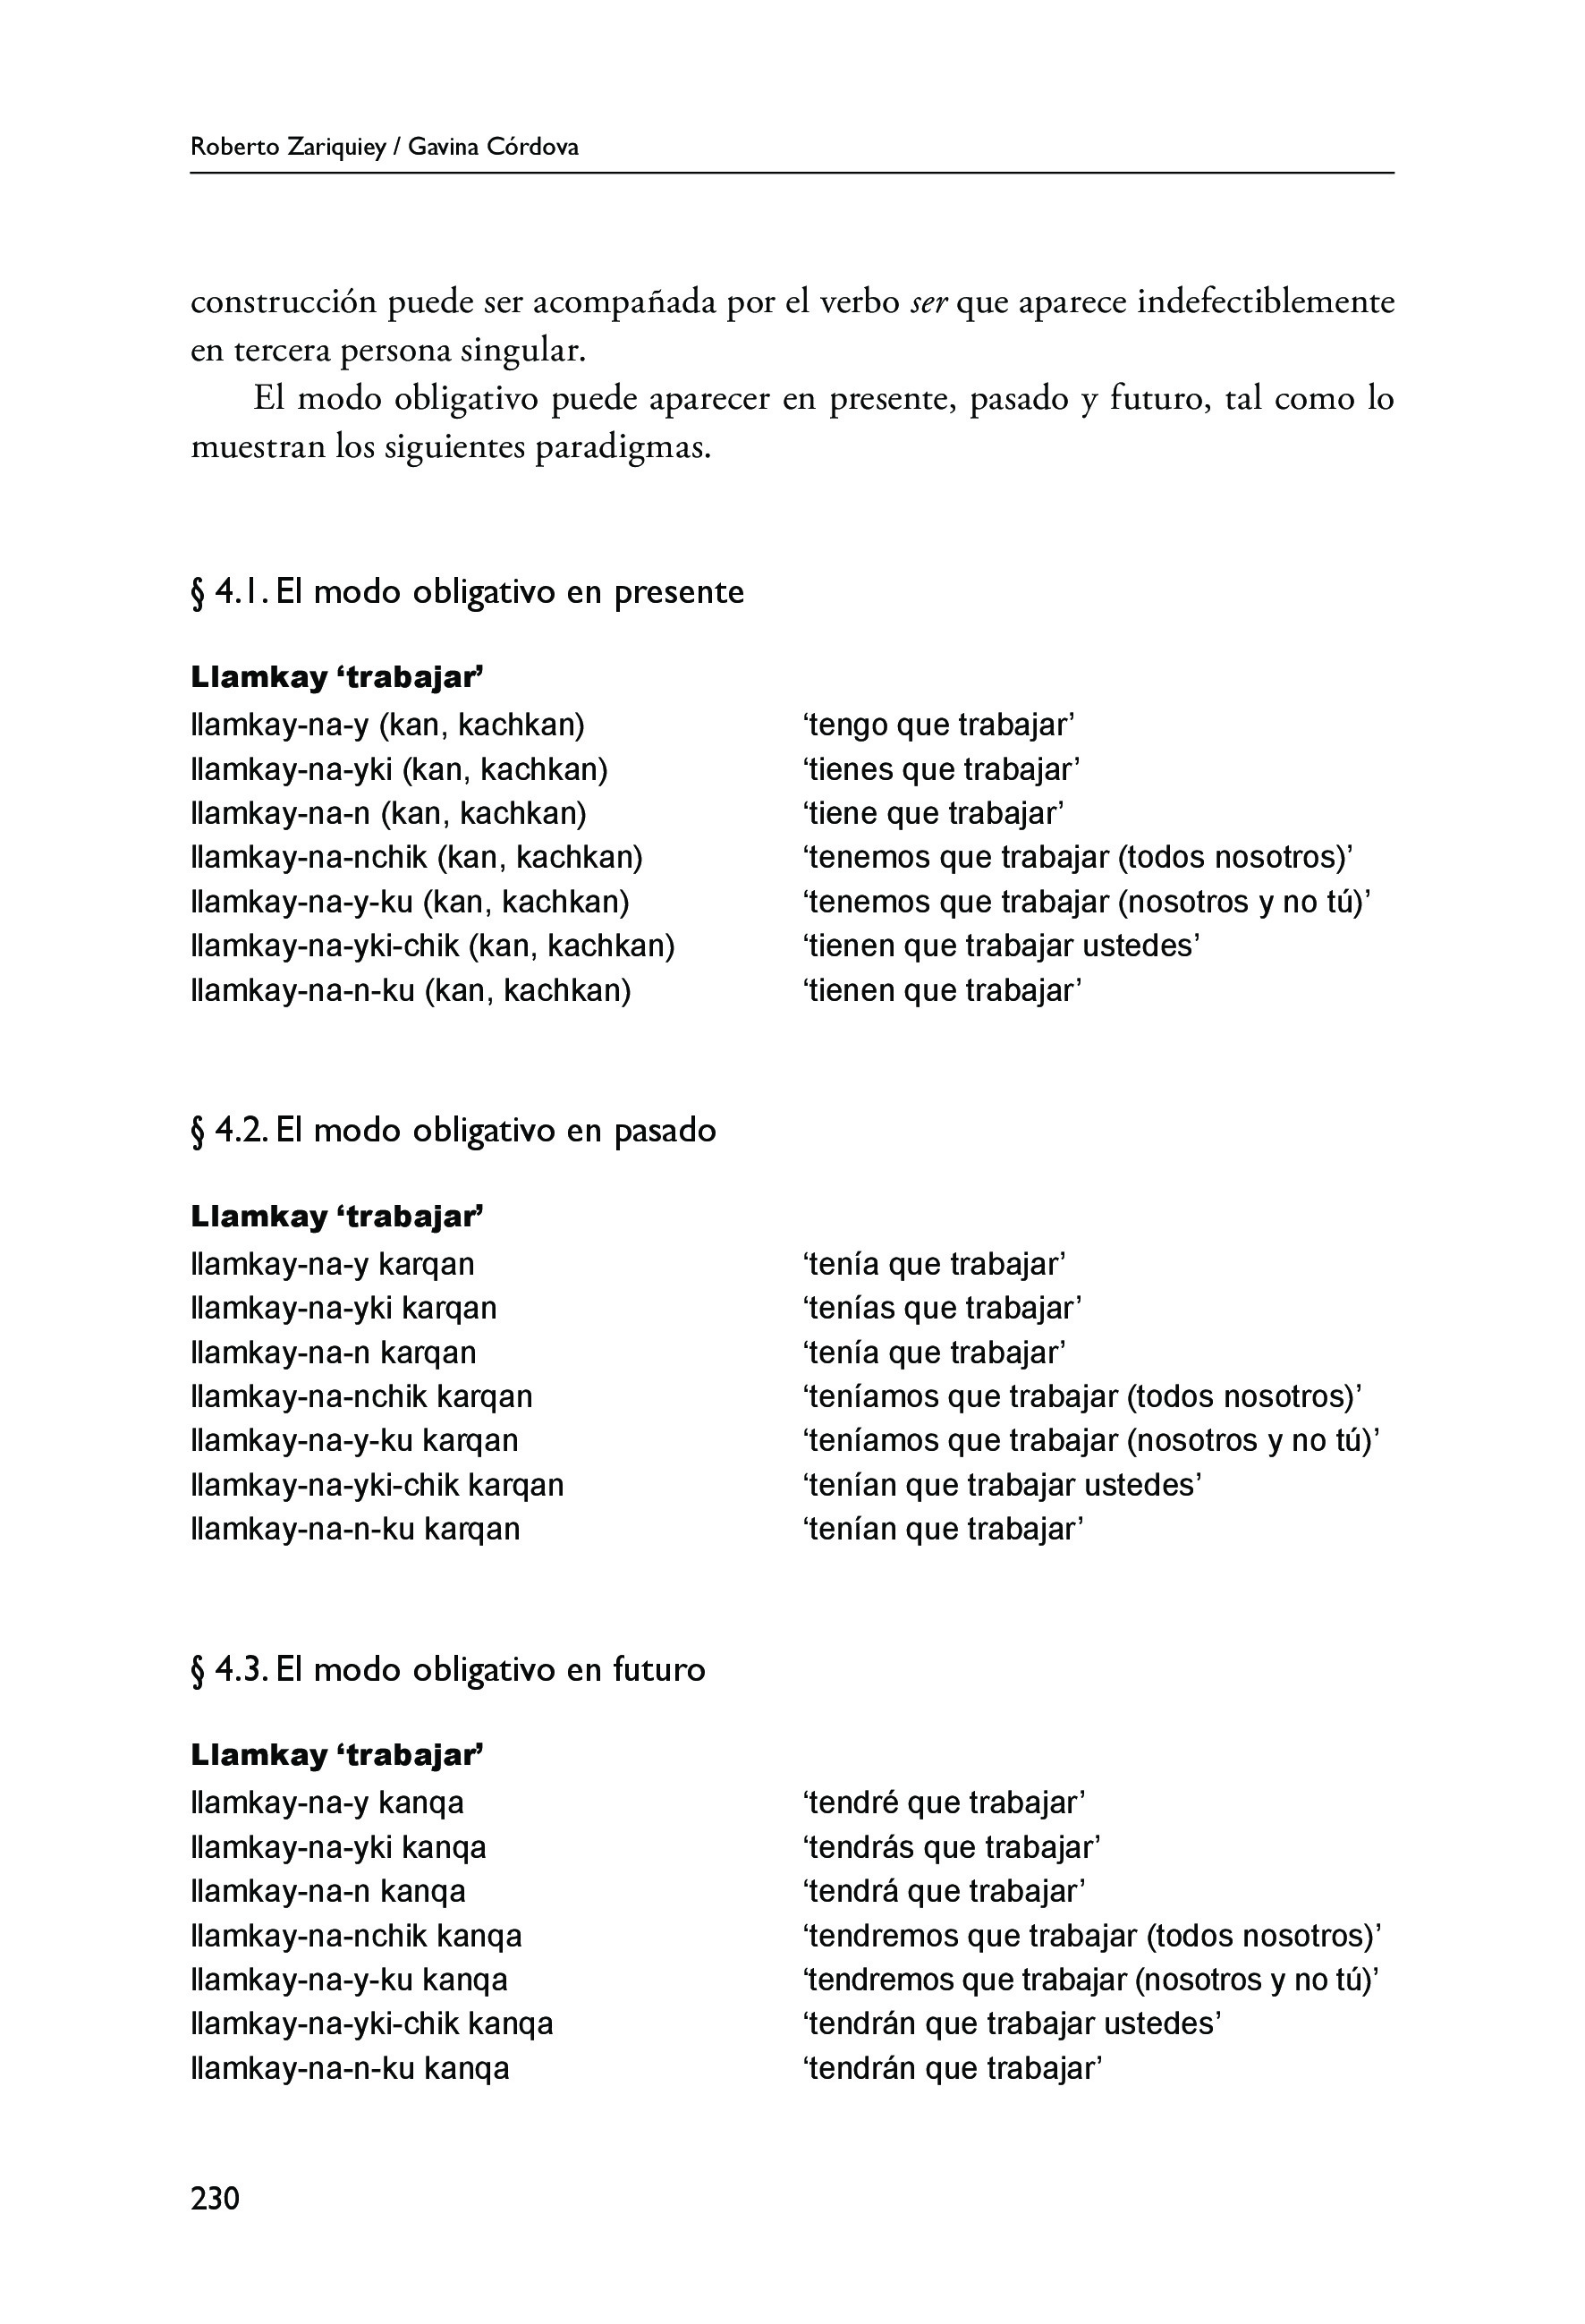 Roberto Zariquiey / Gavina Córdova
construcción puede ser acompañada por el verbo ser que aparece indefectiblemente
en tercera persona singular.
El modo obligativo puede aparecer en presente, pasado y futuro, tal como lo
muestran los siguientes paradigmas.
§ 4.1. El modo obligativo en presente
Llamkay ‘trabajar’
llamkay-na-y (kan, kachkan) ‘tengo que trabajar’
llamkay-na-yki (kan, kachkan) ‘tienes que trabajar’
llamkay-na-n (kan, kachkan) ‘tiene que trabajar’
llamkay-na-nchik (kan, kachkan) ‘tenemos que trabajar (todos nosotros)’
llamkay-na-y-ku (kan, kachkan) ‘tenemos que trabajar (nosotros y no tú)’
llamkay-na-yki-chik (kan, kachkan) ‘tienen que trabajar ustedes’
llamkay-na-n-ku (kan, kachkan) ‘tienen que trabajar’
§ 4.2. El modo obligativo en pasado
Llamkay ‘trabajar’
llamkay-na-y karqan ‘tenía que trabajar’
llamkay-na-yki karqan ‘tenías que trabajar’
llamkay-na-n karqan ‘tenía que trabajar’
llamkay-na-nchik karqan ‘teníamos que trabajar (todos nosotros)’
llamkay-na-y-ku karqan ‘teníamos que trabajar (nosotros y no tú)’
llamkay-na-yki-chik karqan ‘tenían que trabajar ustedes’
llamkay-na-n-ku karqan ‘tenían que trabajar’
§ 4.3. El modo obligativo en futuro
Llamkay ‘trabajar’
llamkay-na-y kanqa ‘tendré que trabajar’
llamkay-na-yki kanqa ‘tendrás que trabajar’
llamkay-na-n kanqa ‘tendrá que trabajar’
llamkay-na-nchik kanqa ‘tendremos que trabajar (todos nosotros)’
llamkay-na-y-ku kanqa ‘tendremos que trabajar (nosotros y no tú)’
llamkay-na-yki-chik kanqa ‘tendrán que trabajar ustedes’
llamkay-na-n-ku kanqa ‘tendrán que trabajar’
230